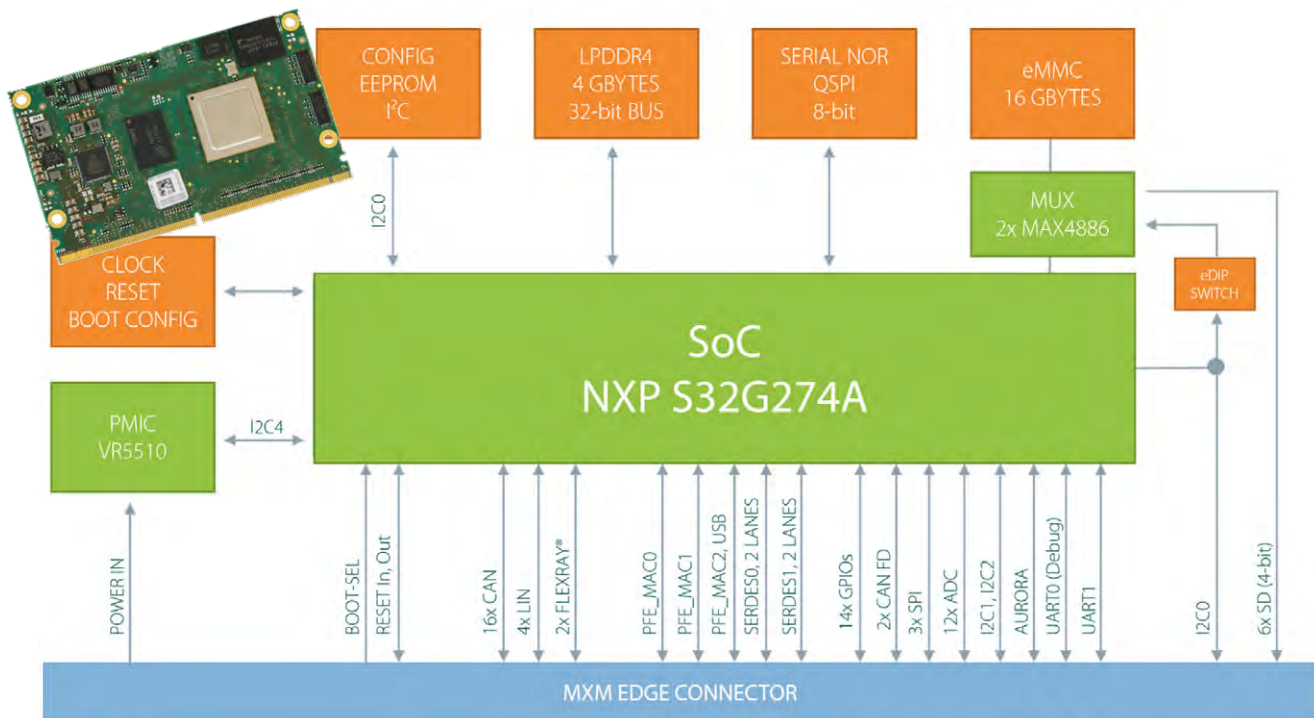 CONFIG
EEPROM
I²C
LPDDR4
4 GBYTES
32-bit BUS
SERIAL NOR
QSPI
8-bit
eMMC
16 GBYTES
I2C0
MUX
2x MAX4886
eDIP
SWITCH
CLOCK
RESET
BOOT CONFIG
SoC
NXP S32G274A
PMIC
VR5510
I2C4
POWER IN
BOOT-SEL
RESET In, Out
16x CAN
4x LIN
2x FLEXRAY®
PFE_MAC0
PFE_MAC1
PFE_MAC2, USB
SERDES0, 2 LANES
SERDES1, 2 LANES
14x GPIOs
2x CAN FD
3x SPI
12x ADC
I2C1, I2C2
AURORA
UART0 (Debug)
UART1
I2C0
6x SD (4-bit)
MXM EDGE CONNECTOR